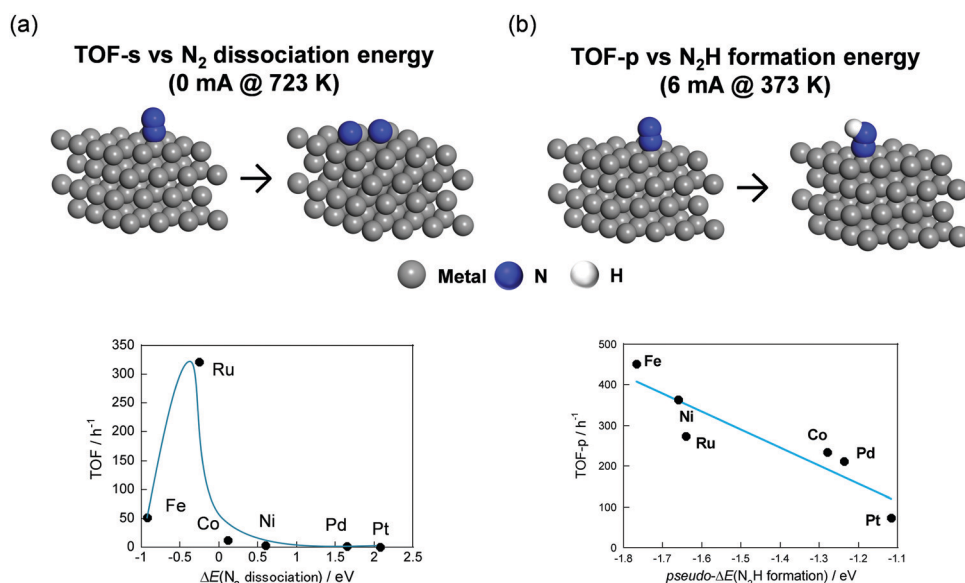 (a)
TOF-s vs N₂ dissociation energy
(0 mA @ 723 K)
(b)
TOF-p vs N₂H formation energy
(6 mA @ 373 K)
Metal N H
TOF / h⁻¹
350
300
250
200
150
100
50
0
Ru
Fe
Co
Ni
Pd
Pt
-1 -0.5 0 0.5 1 1.5 2 2.5
ΔE(N₂ dissociation) / eV
TOF-p / h⁻¹
500
400
300
200
100
0
Fe
Ni
Ru
Co
Pd
Pt
-1.8 -1.7 -1.6 -1.5 -1.4 -1.3 -1.2 -1.1
pseudo-ΔE(N₂H formation) / eV